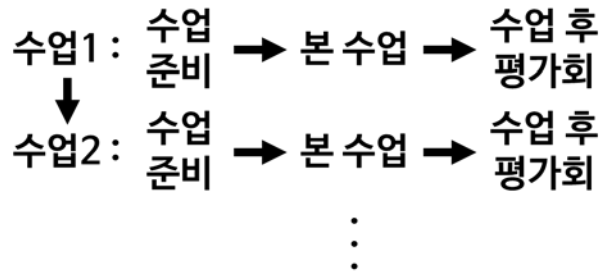 수업1 : 수업 준비 → 본 수업 → 수업 후 평가회
↓
수업2 : 수업 준비 → 본 수업 → 수업 후 평가회
⋮